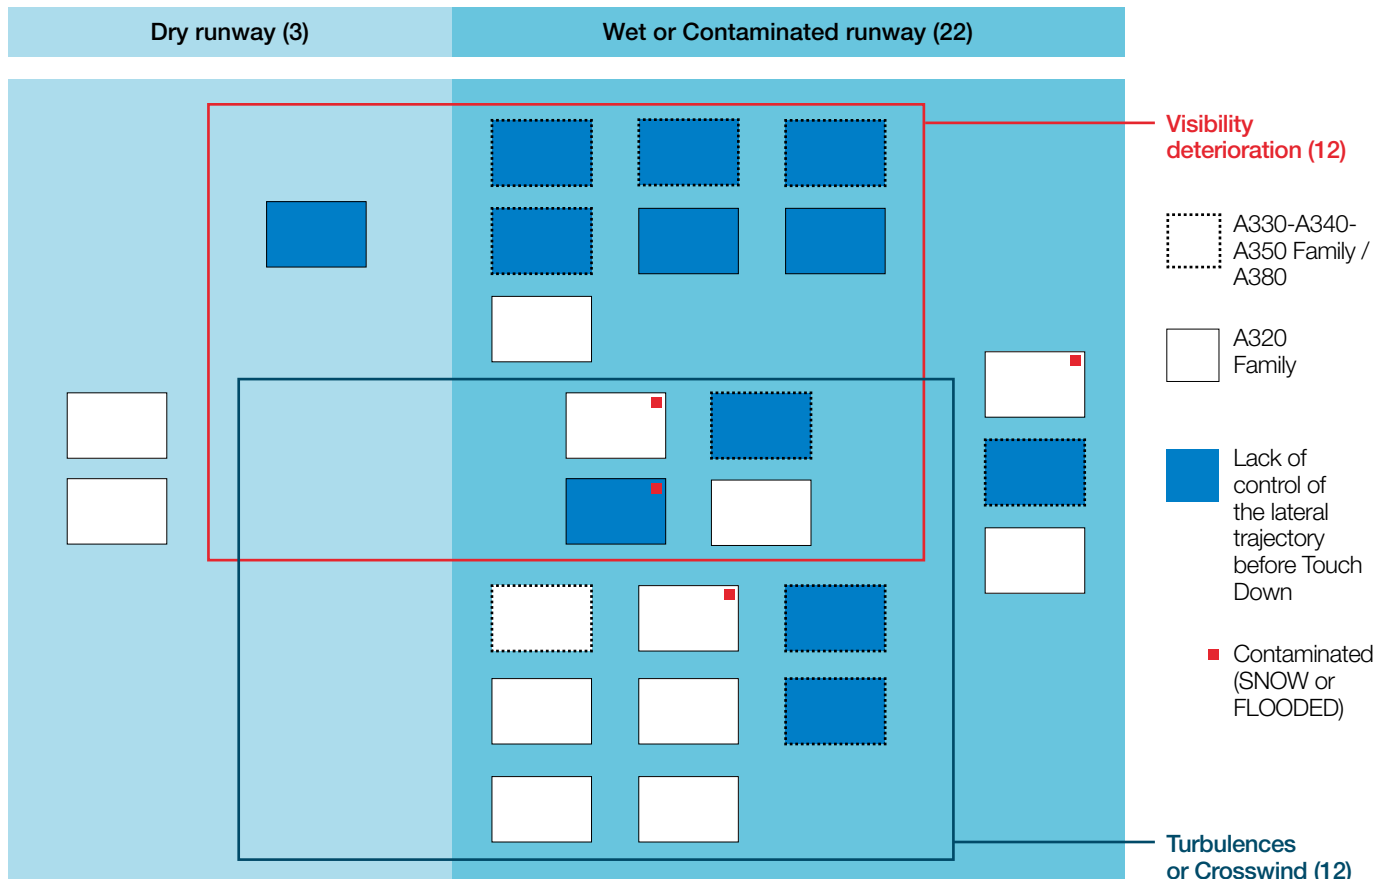 Dry runway (3)
Wet or Contaminated runway (22)
Visibility
deterioration (12)
A330-A340-
A350 Family /
A380
A320
Family
Lack of
control of
the lateral
trajectory
before Touch
Down
Contaminated
(SNOW or
FLOODED)
Turbulences
or Crosswind (12)